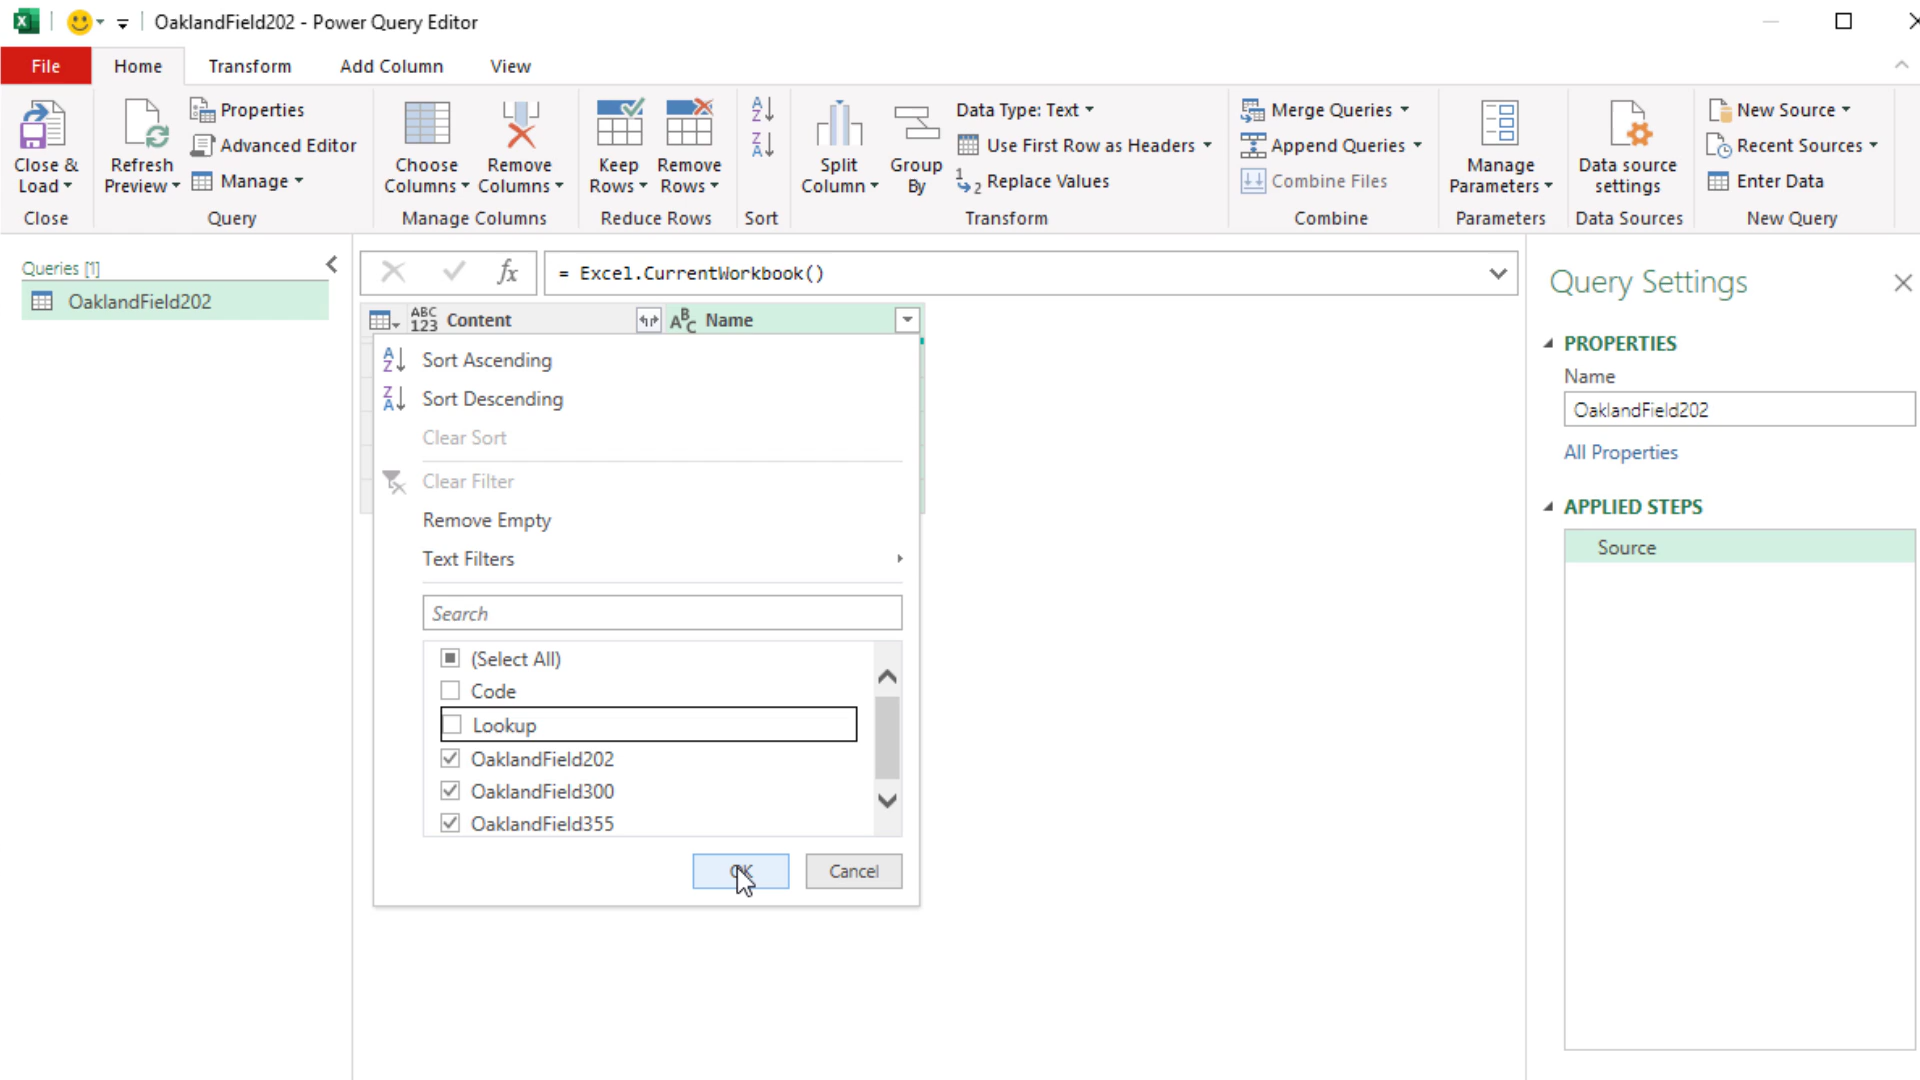 OaklandField202 - Power Query Editor
File Home Transform Add Column View
Close & Load
Close
Refresh Preview
Properties
Advanced Editor
Manage
Query
Choose Columns
Remove Columns
Manage Columns
Keep Rows
Remove Rows
Reduce Rows
Sort
Split Column
Group By
Data Type: Text
Use First Row as Headers
Replace Values
Transform
Merge Queries
Append Queries
Combine Files
Combine
Manage Parameters
Parameters
Data source settings
Data Sources
New Source
Recent Sources
Enter Data
New Query
Queries [1]
OaklandField202
fx = Excel.CurrentWorkbook()
ABC 123 Content ABC Name
Sort Ascending
Sort Descending
Clear Sort
Clear Filter
Remove Empty
Text Filters
Search
(Select All)
Code
Lookup
OaklandField202
OaklandField300
OaklandField355
OK Cancel
Query Settings
PROPERTIES
Name
OaklandField202
All Properties
APPLIED STEPS
Source